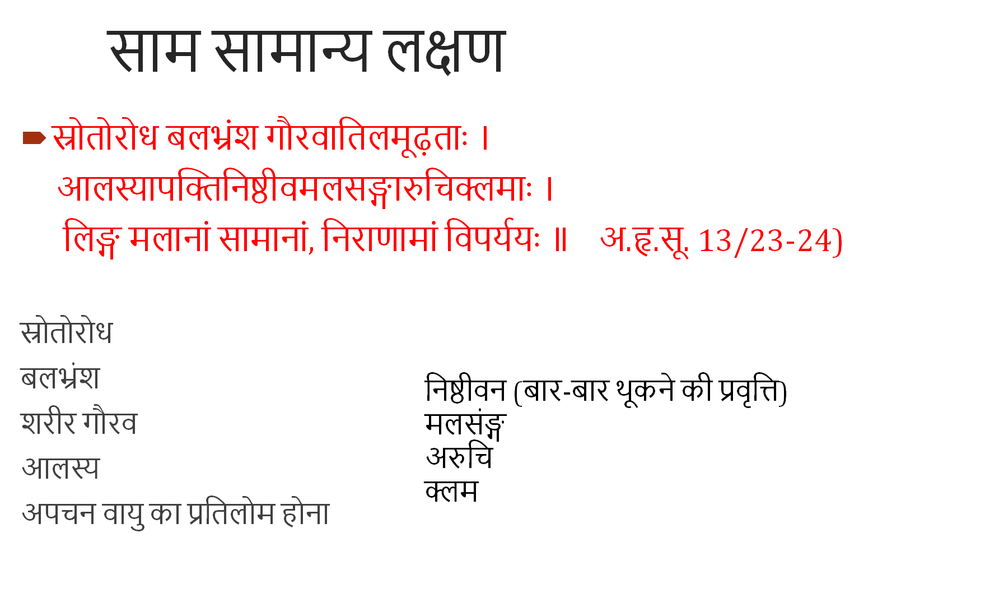 साम सामान्य लक्षण
स्रोतोरोध बलभ्रंश गौरवातिलमूढ़ताः ।
आलस्यापक्तिनिष्ठीवमलसङ्गारुचिक्लमाः ।
लिङ्ग मलानां सामानां, निराणामां विपर्ययः ॥ अ.हृ.सू. 13/23-24)
स्रोतोरोध
बलभ्रंश
शरीर गौरव
आलस्य
अपचन वायु का प्रतिलोम होना
निष्ठीवन (बार-बार थूकने की प्रवृत्ति)
मलसंङ्ग
अरुचि
क्लम